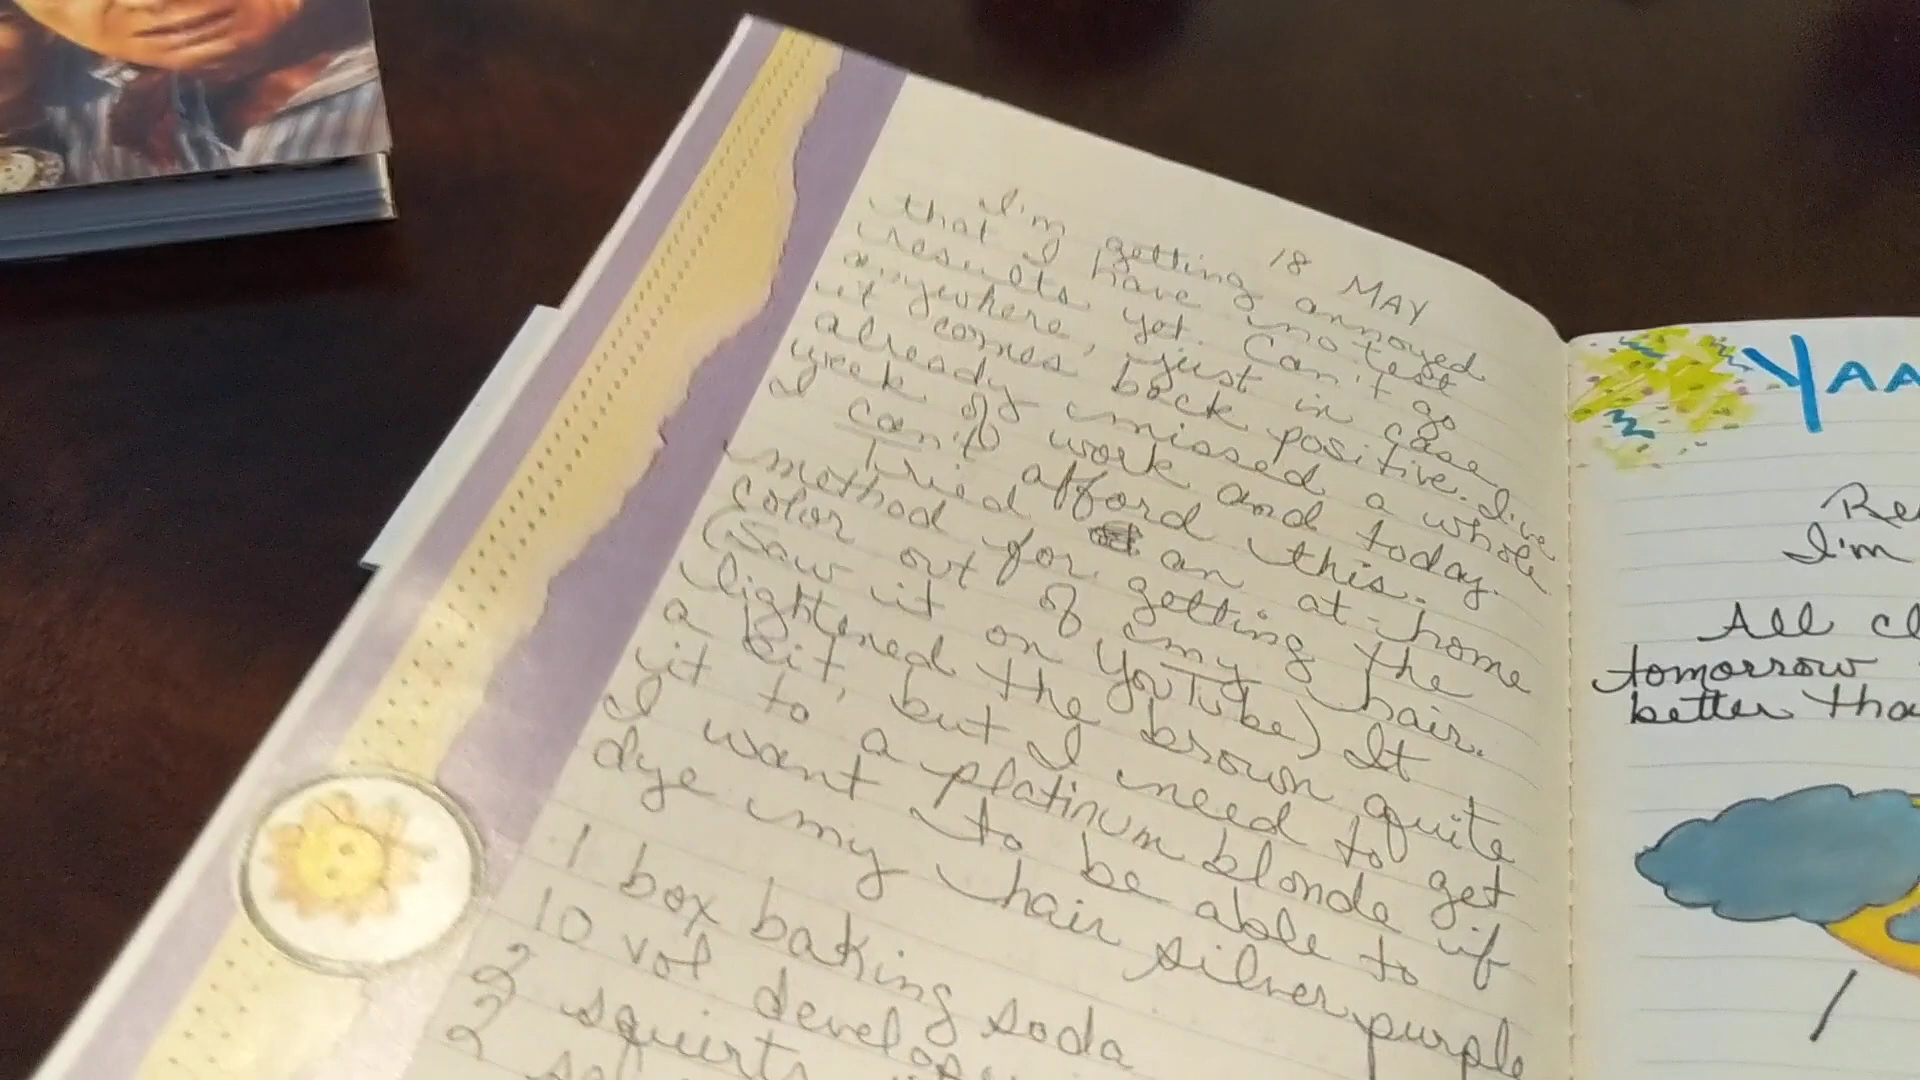 18 MAY
I'm getting annoyed
that I have no test
results yet. Can't go
anywhere, just in case
it comes back positive. I've
already missed a whole
week of work and today.
I can't afford this.
Tried an at-home
method for getting the
color out of my hair.
(Saw it on YouTube) It
lightened the brown quite
a bit, but I need to get
it to a platinum blonde if
I want to be able to
dye my hair silver purple
1 box baking soda
10 vol
2 squirts
2
YAA
I'm
All
tomorrow
better